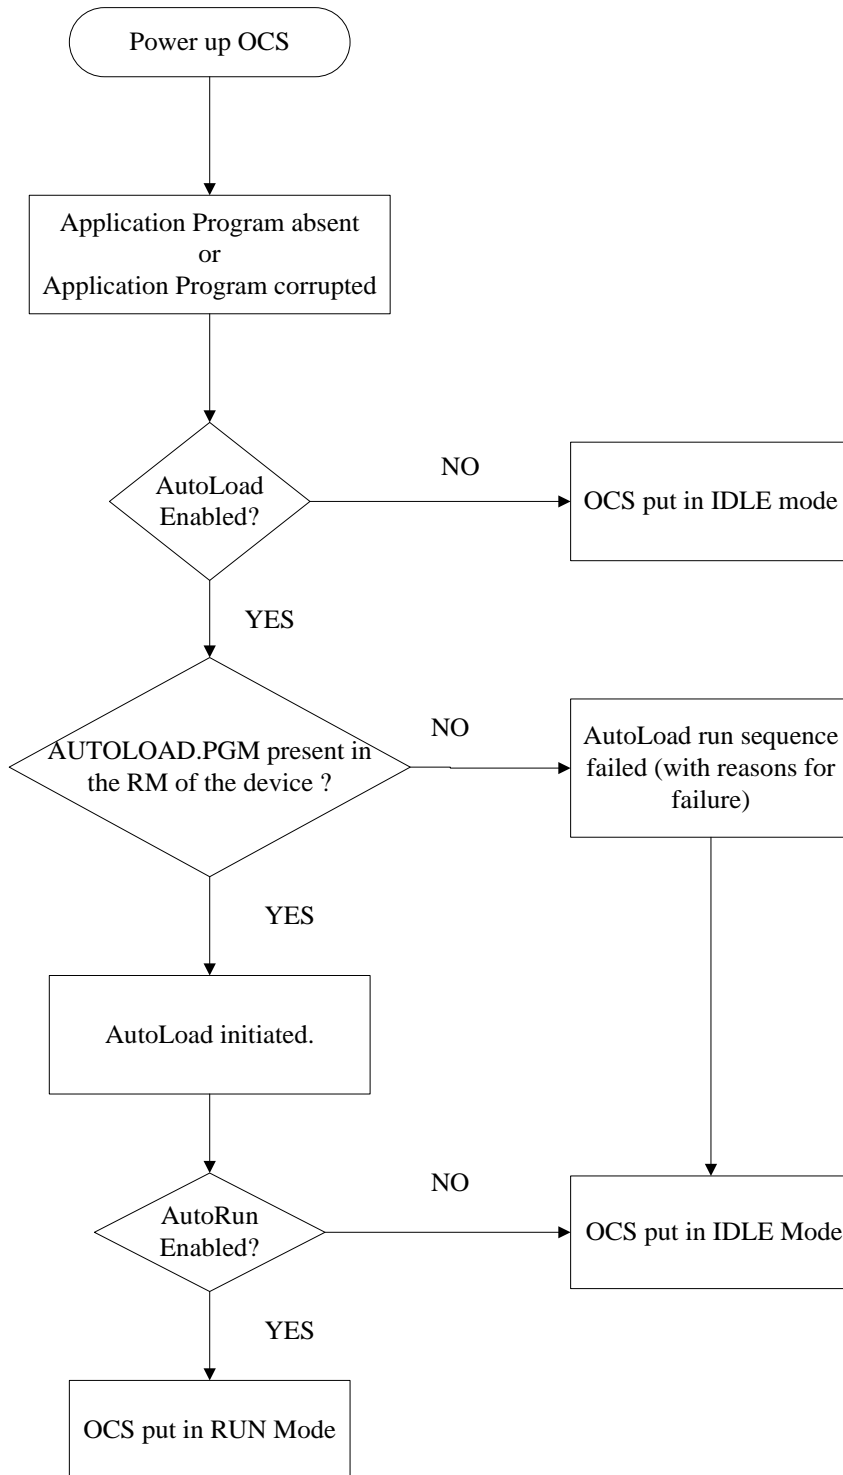 Power up OCS
Application Program absent
or
Application Program corrupted
AutoLoad
Enabled?
NO
OCS put in IDLE mode
YES
AUTOLOAD.PGM present in
the RM of the device ?
NO
AutoLoad run sequence
failed (with reasons for
failure)
YES
AutoLoad initiated.
AutoRun
Enabled?
NO
OCS put in IDLE Mode
YES
OCS put in RUN Mode